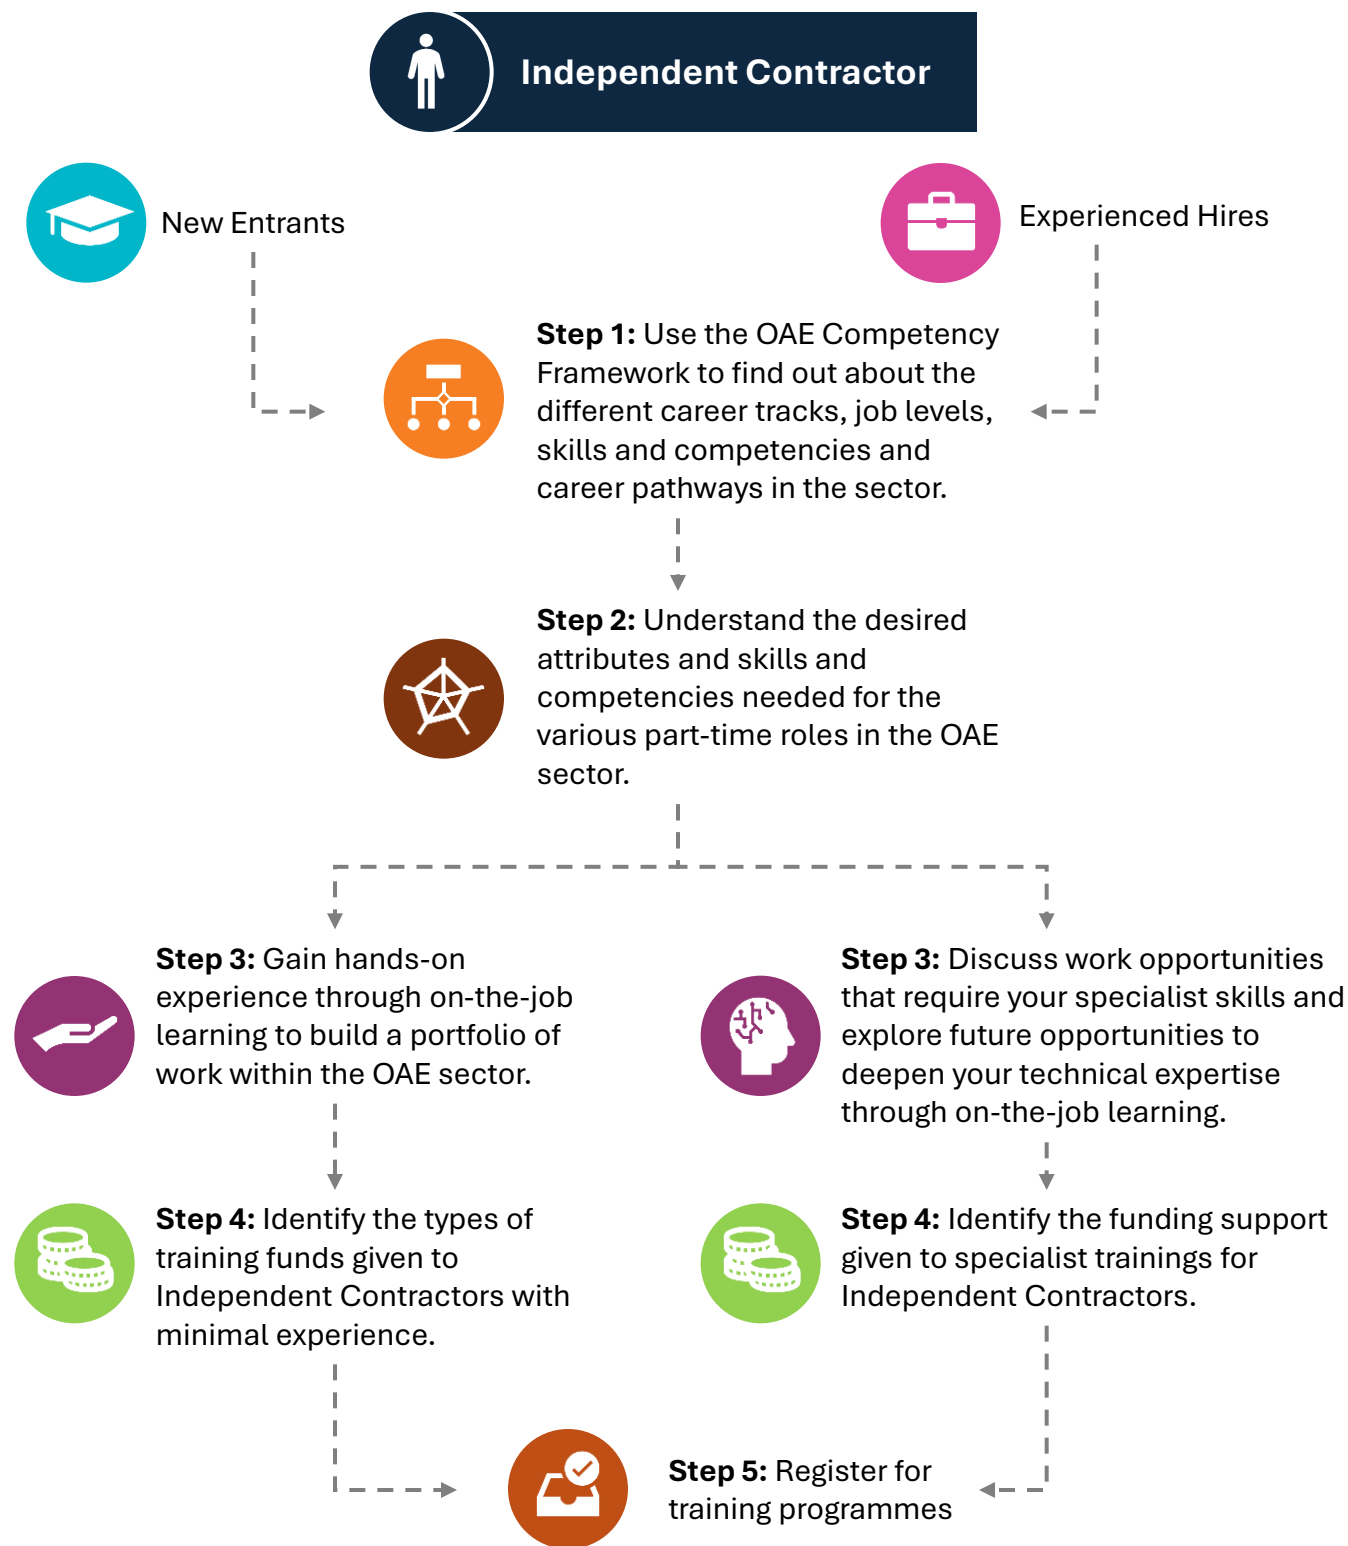 Independent Contractor
New Entrants
Experienced Hires
Step 1: Use the OAE Competency
Framework to find out about the
different career tracks, job levels,
skills and competencies and
career pathways in the sector.
Step 2: Understand the desired
attributes and skills and
competencies needed for the
various part-time roles in the OAE
sector.
Step 3: Gain hands-on
experience through on-the-job
learning to build a portfolio of
work within the OAE sector.
Step 3: Discuss work opportunities
that require your specialist skills and
explore future opportunities to
deepen your technical expertise
through on-the-job learning.
Step 4: Identify the types of
training funds given to
Independent Contractors with
minimal experience.
Step 4: Identify the funding support
given to specialist trainings for
Independent Contractors.
Step 5: Register for
training programmes